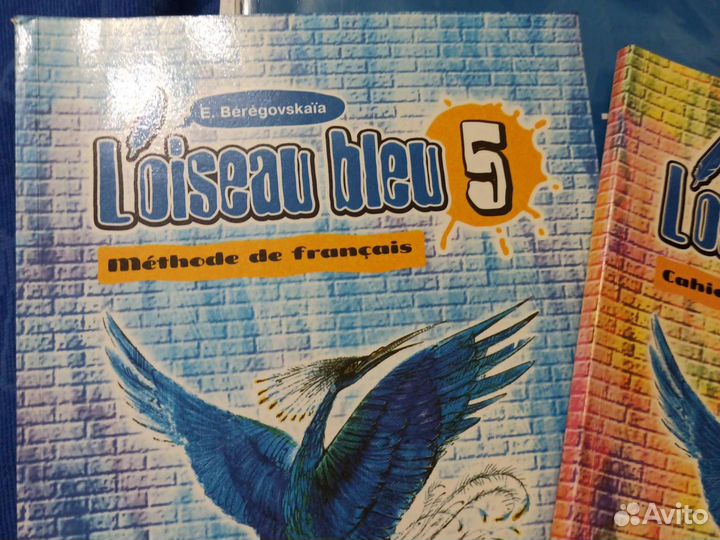 E. Bérégovskaïa
L'oiseau bleu 5
Méthode de français
Avito